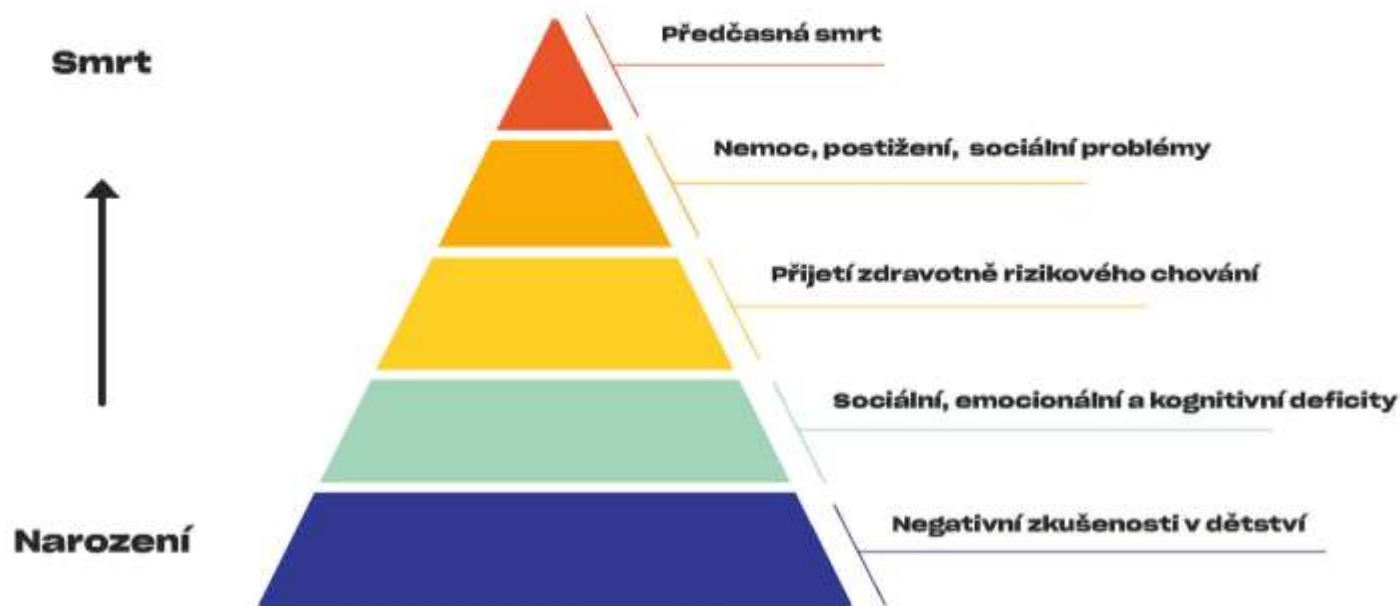 Smrt
Předčasná smrt
Nemoc, postižení, sociální problémy
Přijetí zdravotně rizikového chování
Sociální, emocionální a kognitivní deficity
Negativní zkušenosti v dětství
Narození